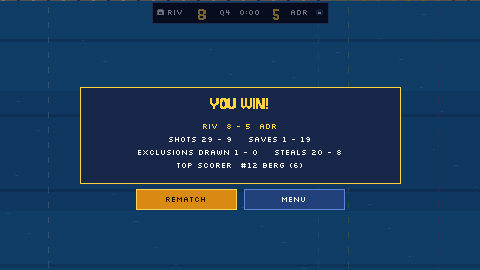 RIV 8 Q4 0:00 5 ADR
YOU WIN!
RIV 8 - 5 ADR
SHOTS 29 - 9 SAVES 1 - 19
EXCLUSIONS DRAWN 1 - 0 STEALS 20 - 8
TOP SCORER #12 BERG (6)
REMATCH MENU